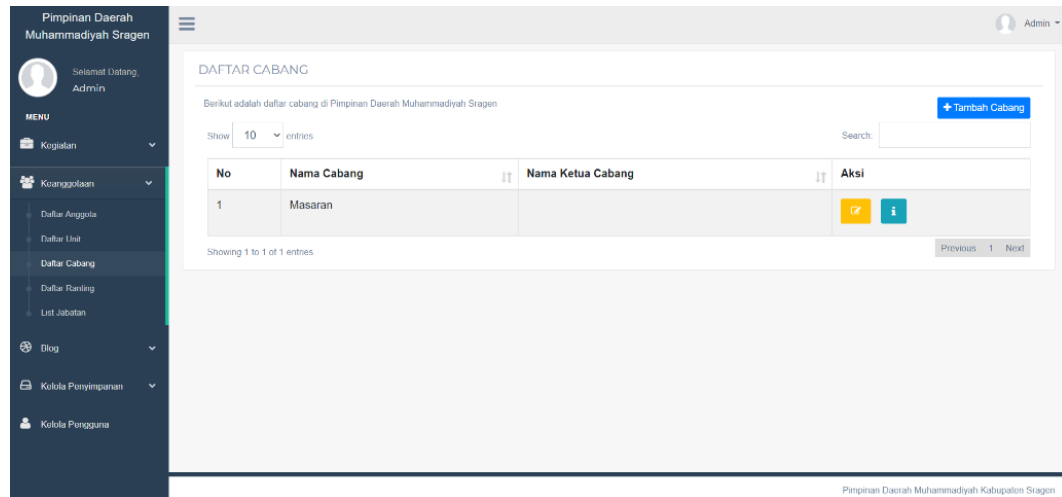 Pimpinan Daerah
Muhammadiyah Sragen
Admin
Selamat Datang,
Admin
MENU
Kegiatan
Keanggotaan
Daftar Anggota
Daftar Unit
Daftar Cabang
Daftar Ranting
List Jabatan
Blog
Kelola Penyimpanan
Kelola Pengguna
DAFTAR CABANG
Berikut adalah daftar cabang di Pimpinan Daerah Muhammadiyah Sragen
+ Tambah Cabang
Show 10 entries
Search:
No Nama Cabang Nama Ketua Cabang Aksi
1 Masaran
Showing 1 to 1 of 1 entries
Previous 1 Next
Pimpinan Daerah Muhammadiyah Kabupaten Sragen